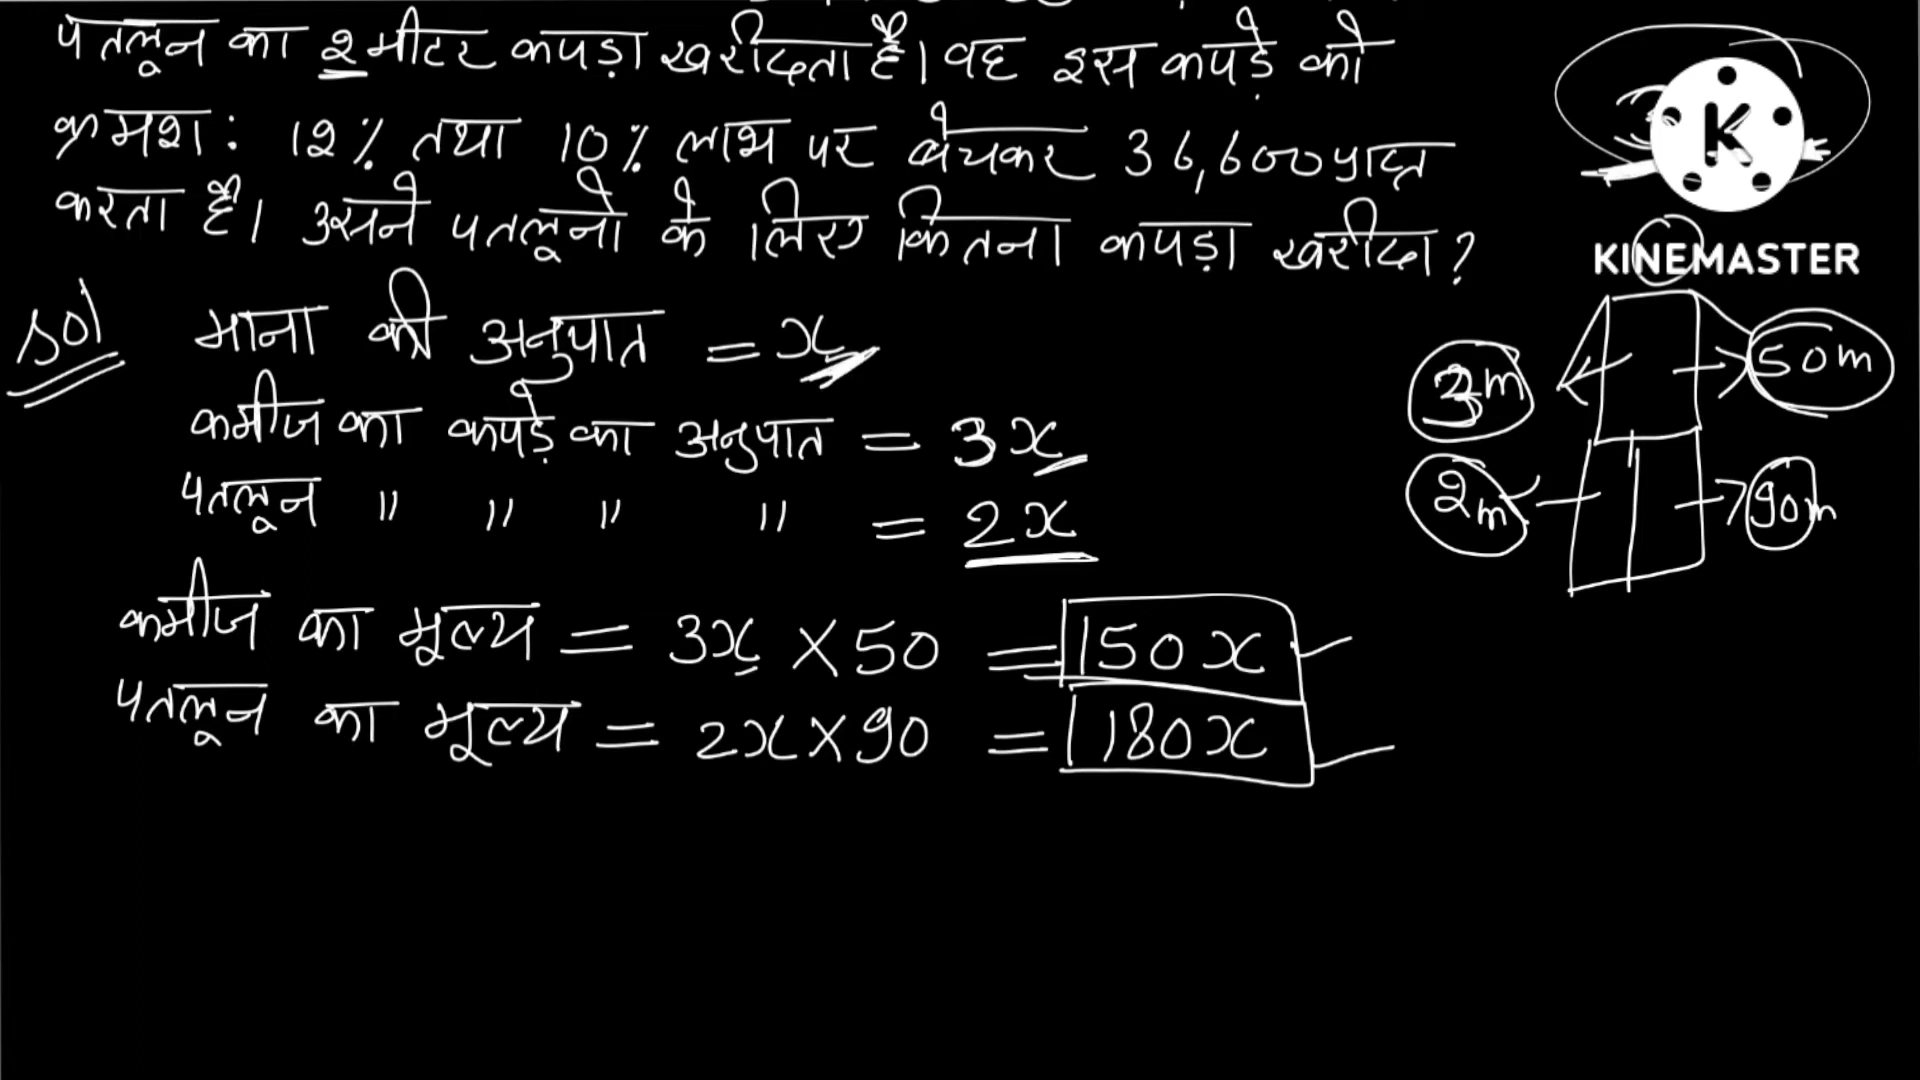 पतलून का 2 मीटर कपड़ा खरीदता है। वह इस कपड़े को
क्रमश: 12% तथा 10% लाभ पर बेचकर 36,600 प्राप्त
करता है। उसने पतलूनो के लिए कितना कपड़ा खरीदा?
KINEMASTER
Sol माना की अनुपात = x
कमीज का कपड़े का अनुपात = 3x
पतलून " " " " = 2x
3m 50m
2m 90m
कमीज का मूल्य = 3x × 50 = 150x
पतलून का मूल्य = 2x × 90 = 180x